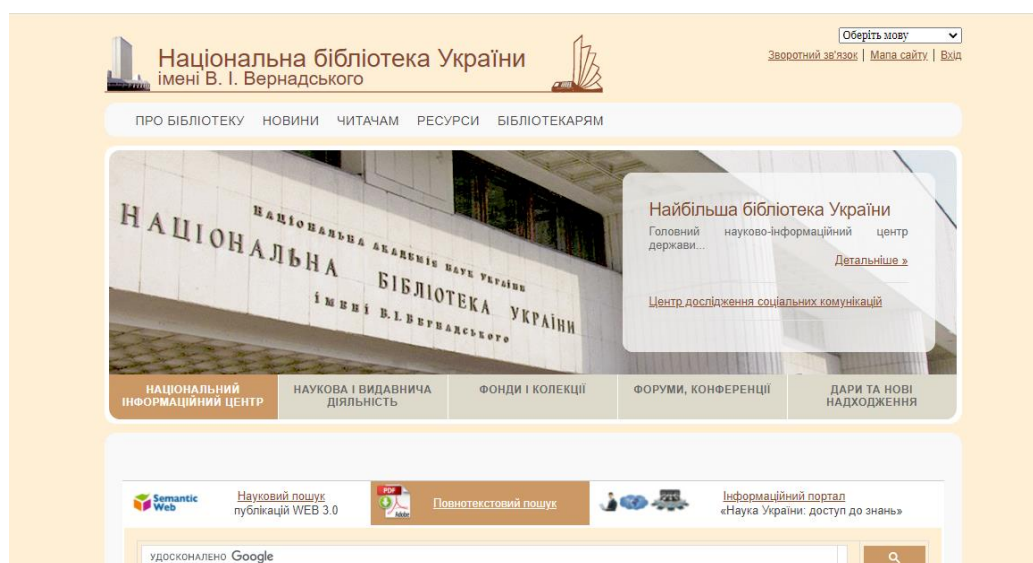 Національна бібліотека України
імені В. І. Вернадського
Оберіть мову
Зворотний зв'язок | Мапа сайту | Вхід
ПРО БІБЛІОТЕКУ НОВИНИ ЧИТАЧАМ РЕСУРСИ БІБЛІОТЕКАРЯМ
НАЦІОНАЛЬНА АКАДЕМІЯ НАУК УКРАЇНИ
НАЦІОНАЛЬНА БІБЛІОТЕКА УКРАЇНИ
імені В.І.Вернадського
Найбільша бібліотека України
Головний науково-інформаційний центр
держави...
Детальніше »
Центр дослідження соціальних комунікацій
НАЦІОНАЛЬНИЙ
ІНФОРМАЦІЙНИЙ ЦЕНТР
НАУКОВА І ВИДАВНИЧА
ДІЯЛЬНІСТЬ
ФОНДИ І КОЛЕКЦІЇ
ФОРУМИ, КОНФЕРЕНЦІЇ
ДАРИ ТА НОВІ
НАДХОДЖЕННЯ
Semantic
Web
Науковий пошук
публікацій WEB 3.0
PDF
Adobe
Повнотекстовий пошук
Інформаційний портал
«Наука України: доступ до знань»
УДОСКОНАЛЕНО Google